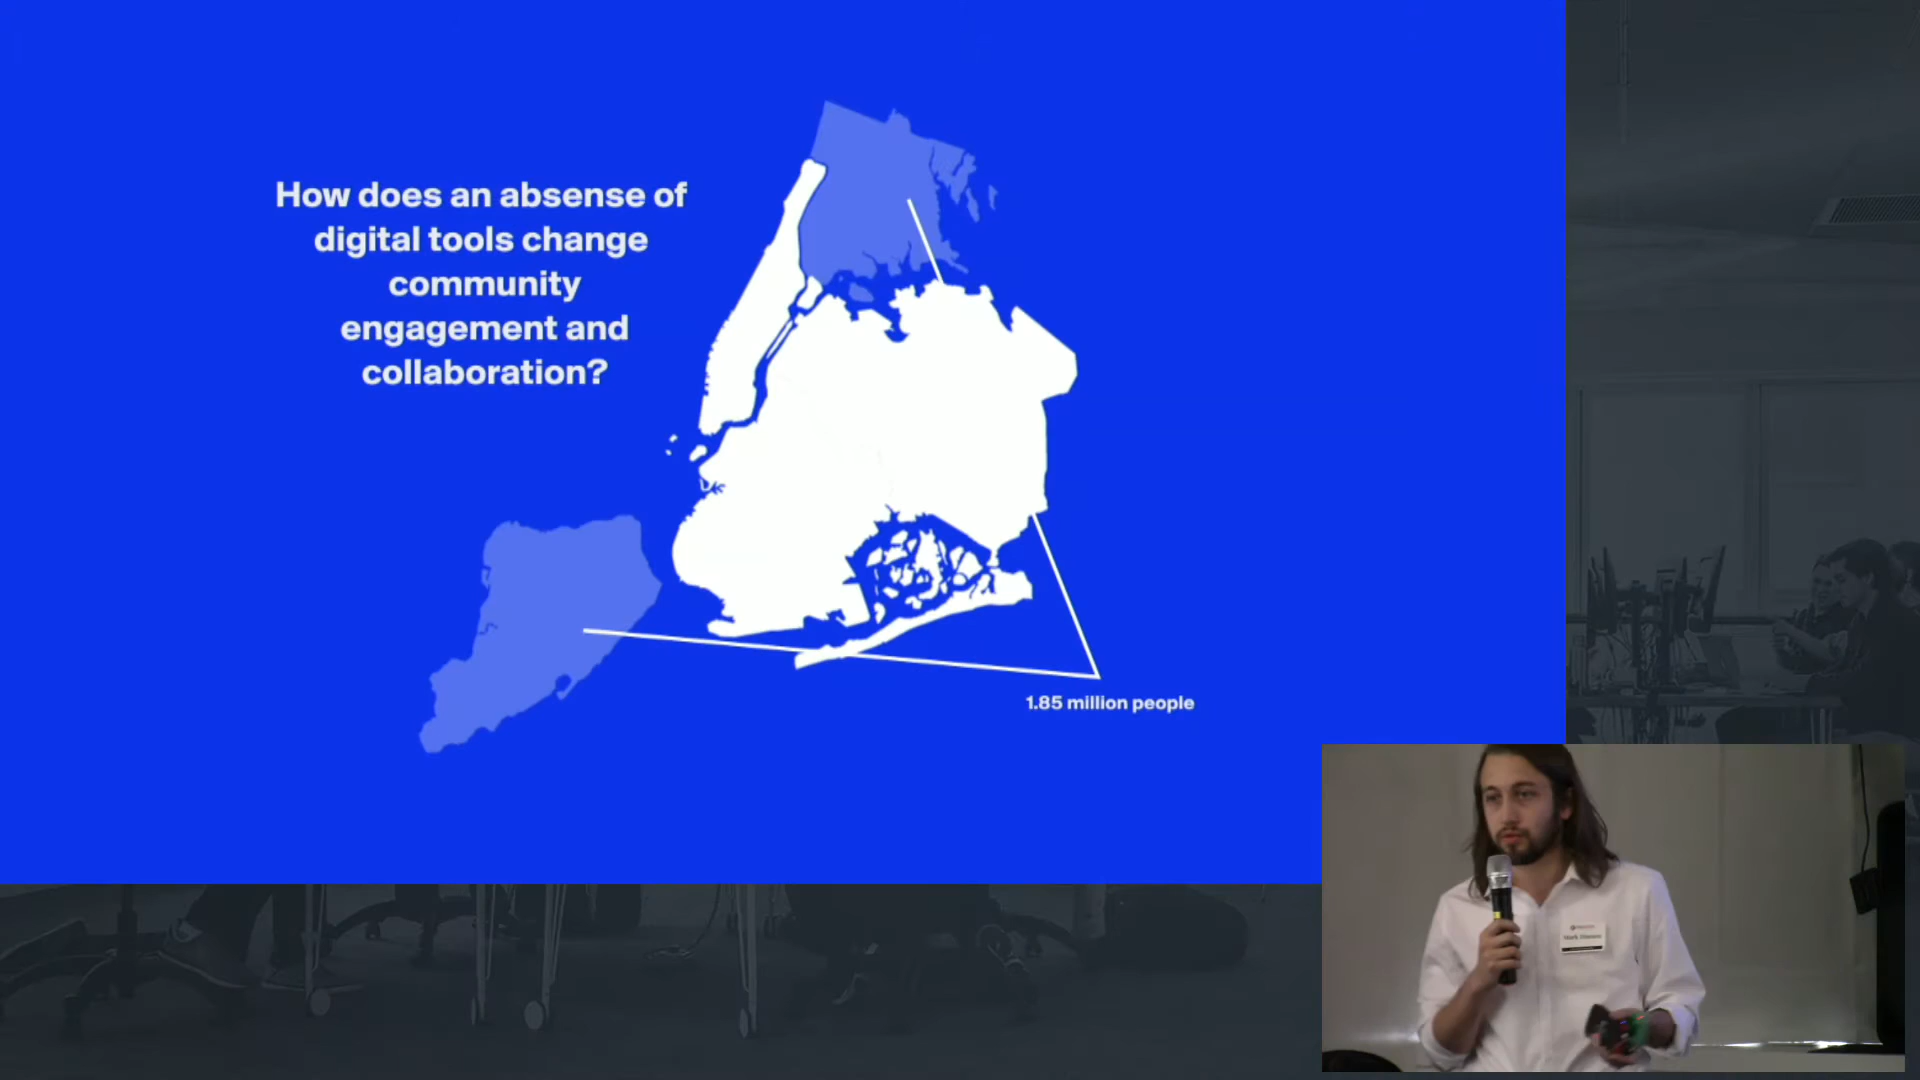 How does an absense of
digital tools change
community
engagement and
collaboration?
1.85 million people